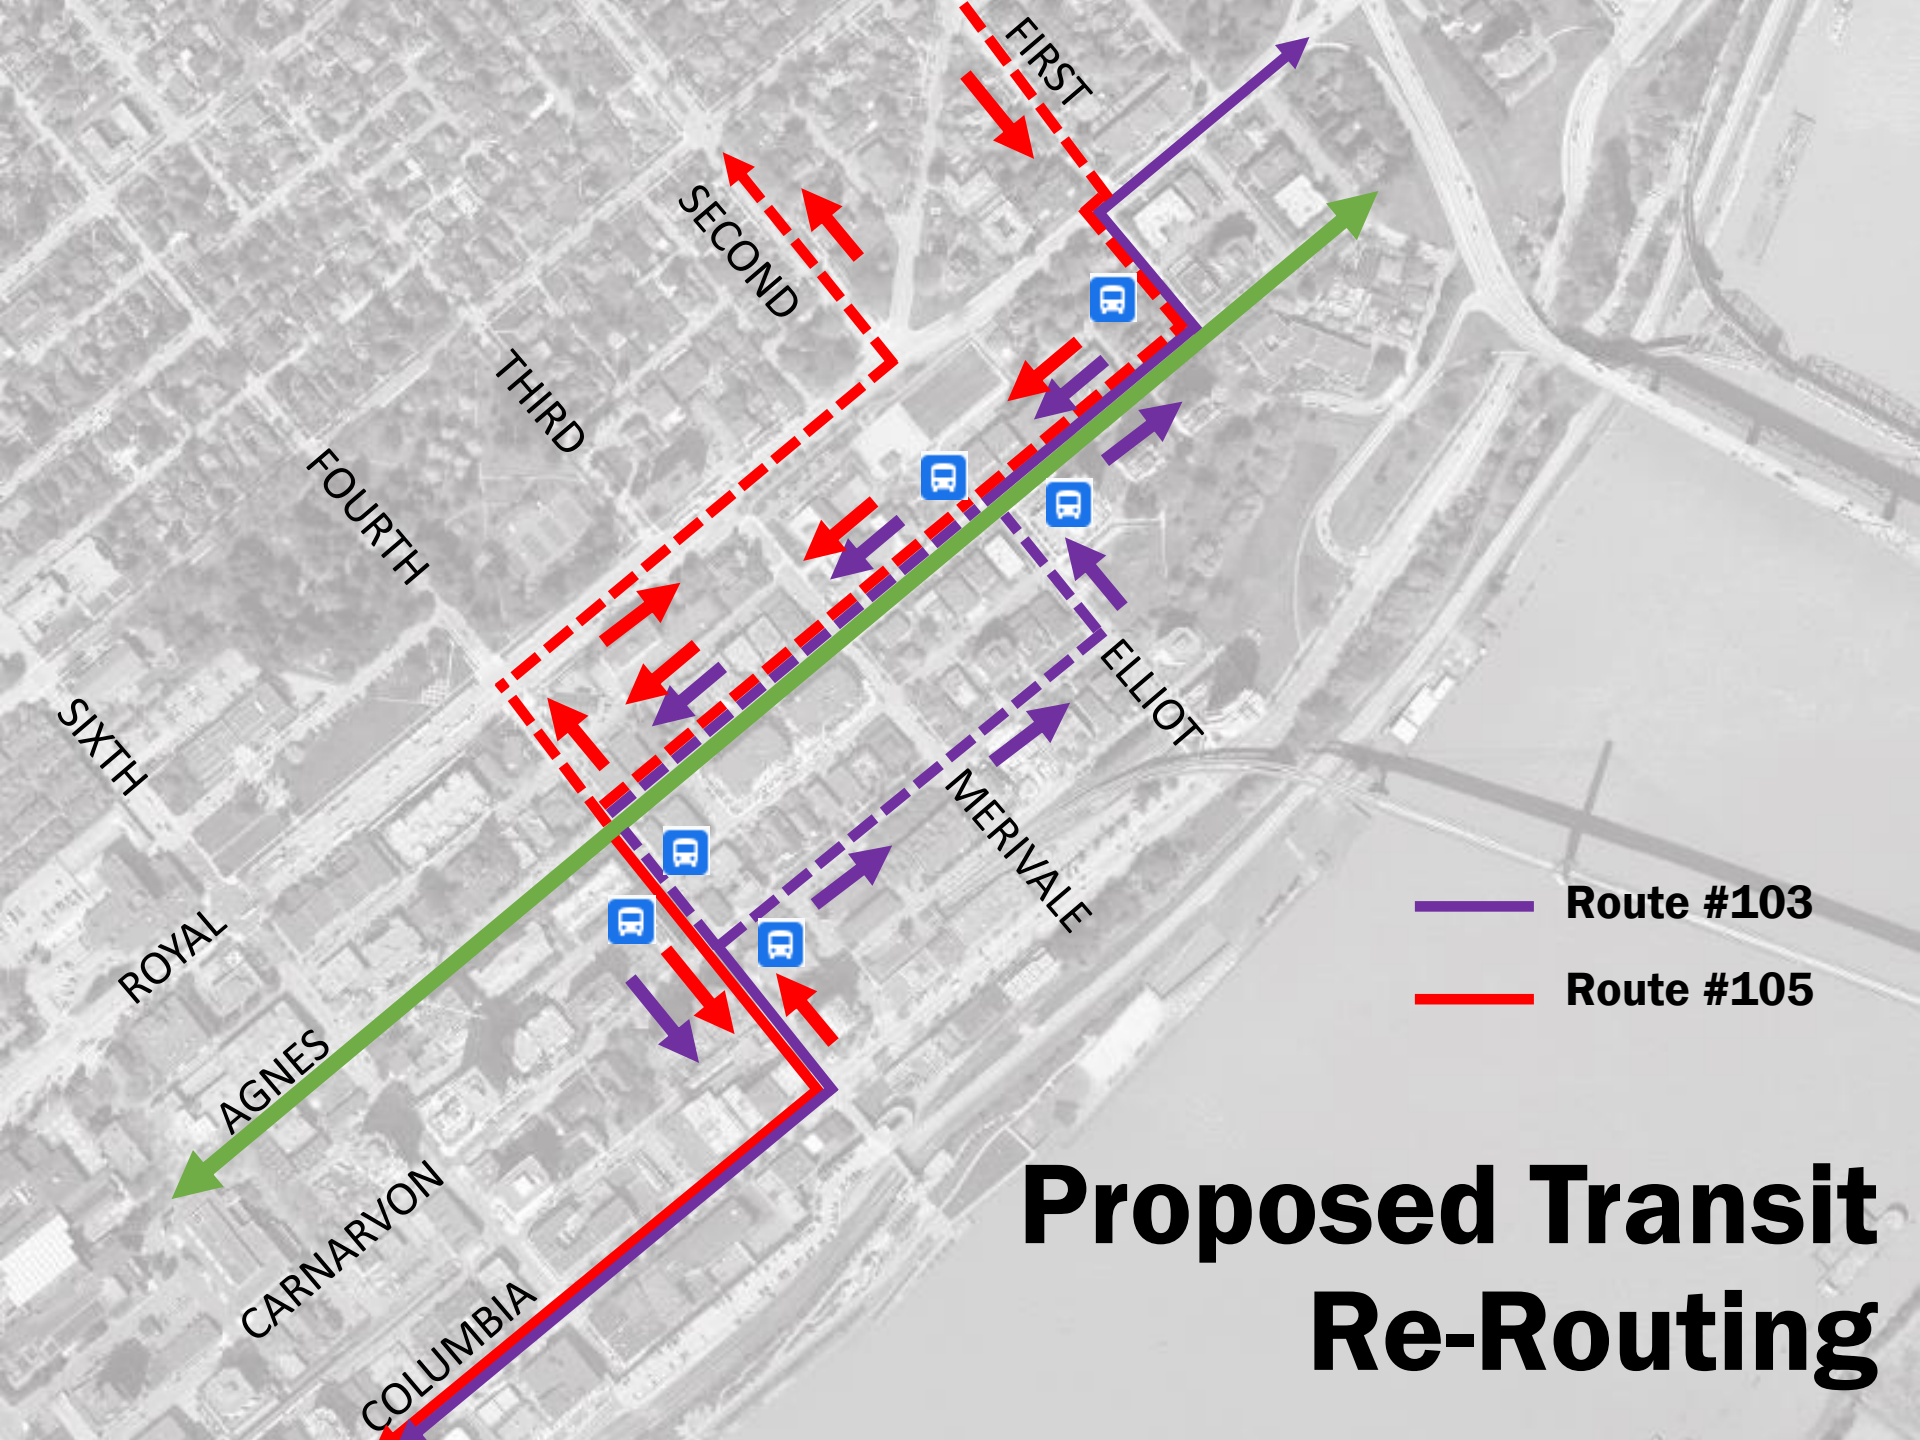 FIRST
SECOND
THIRD
FOURTH
SIXTH
ELLIOT
MERIVALE
ROYAL
AGNES
CARNARVON
COLUMBIA
Route #103
Route #105
Proposed Transit
Re-Routing